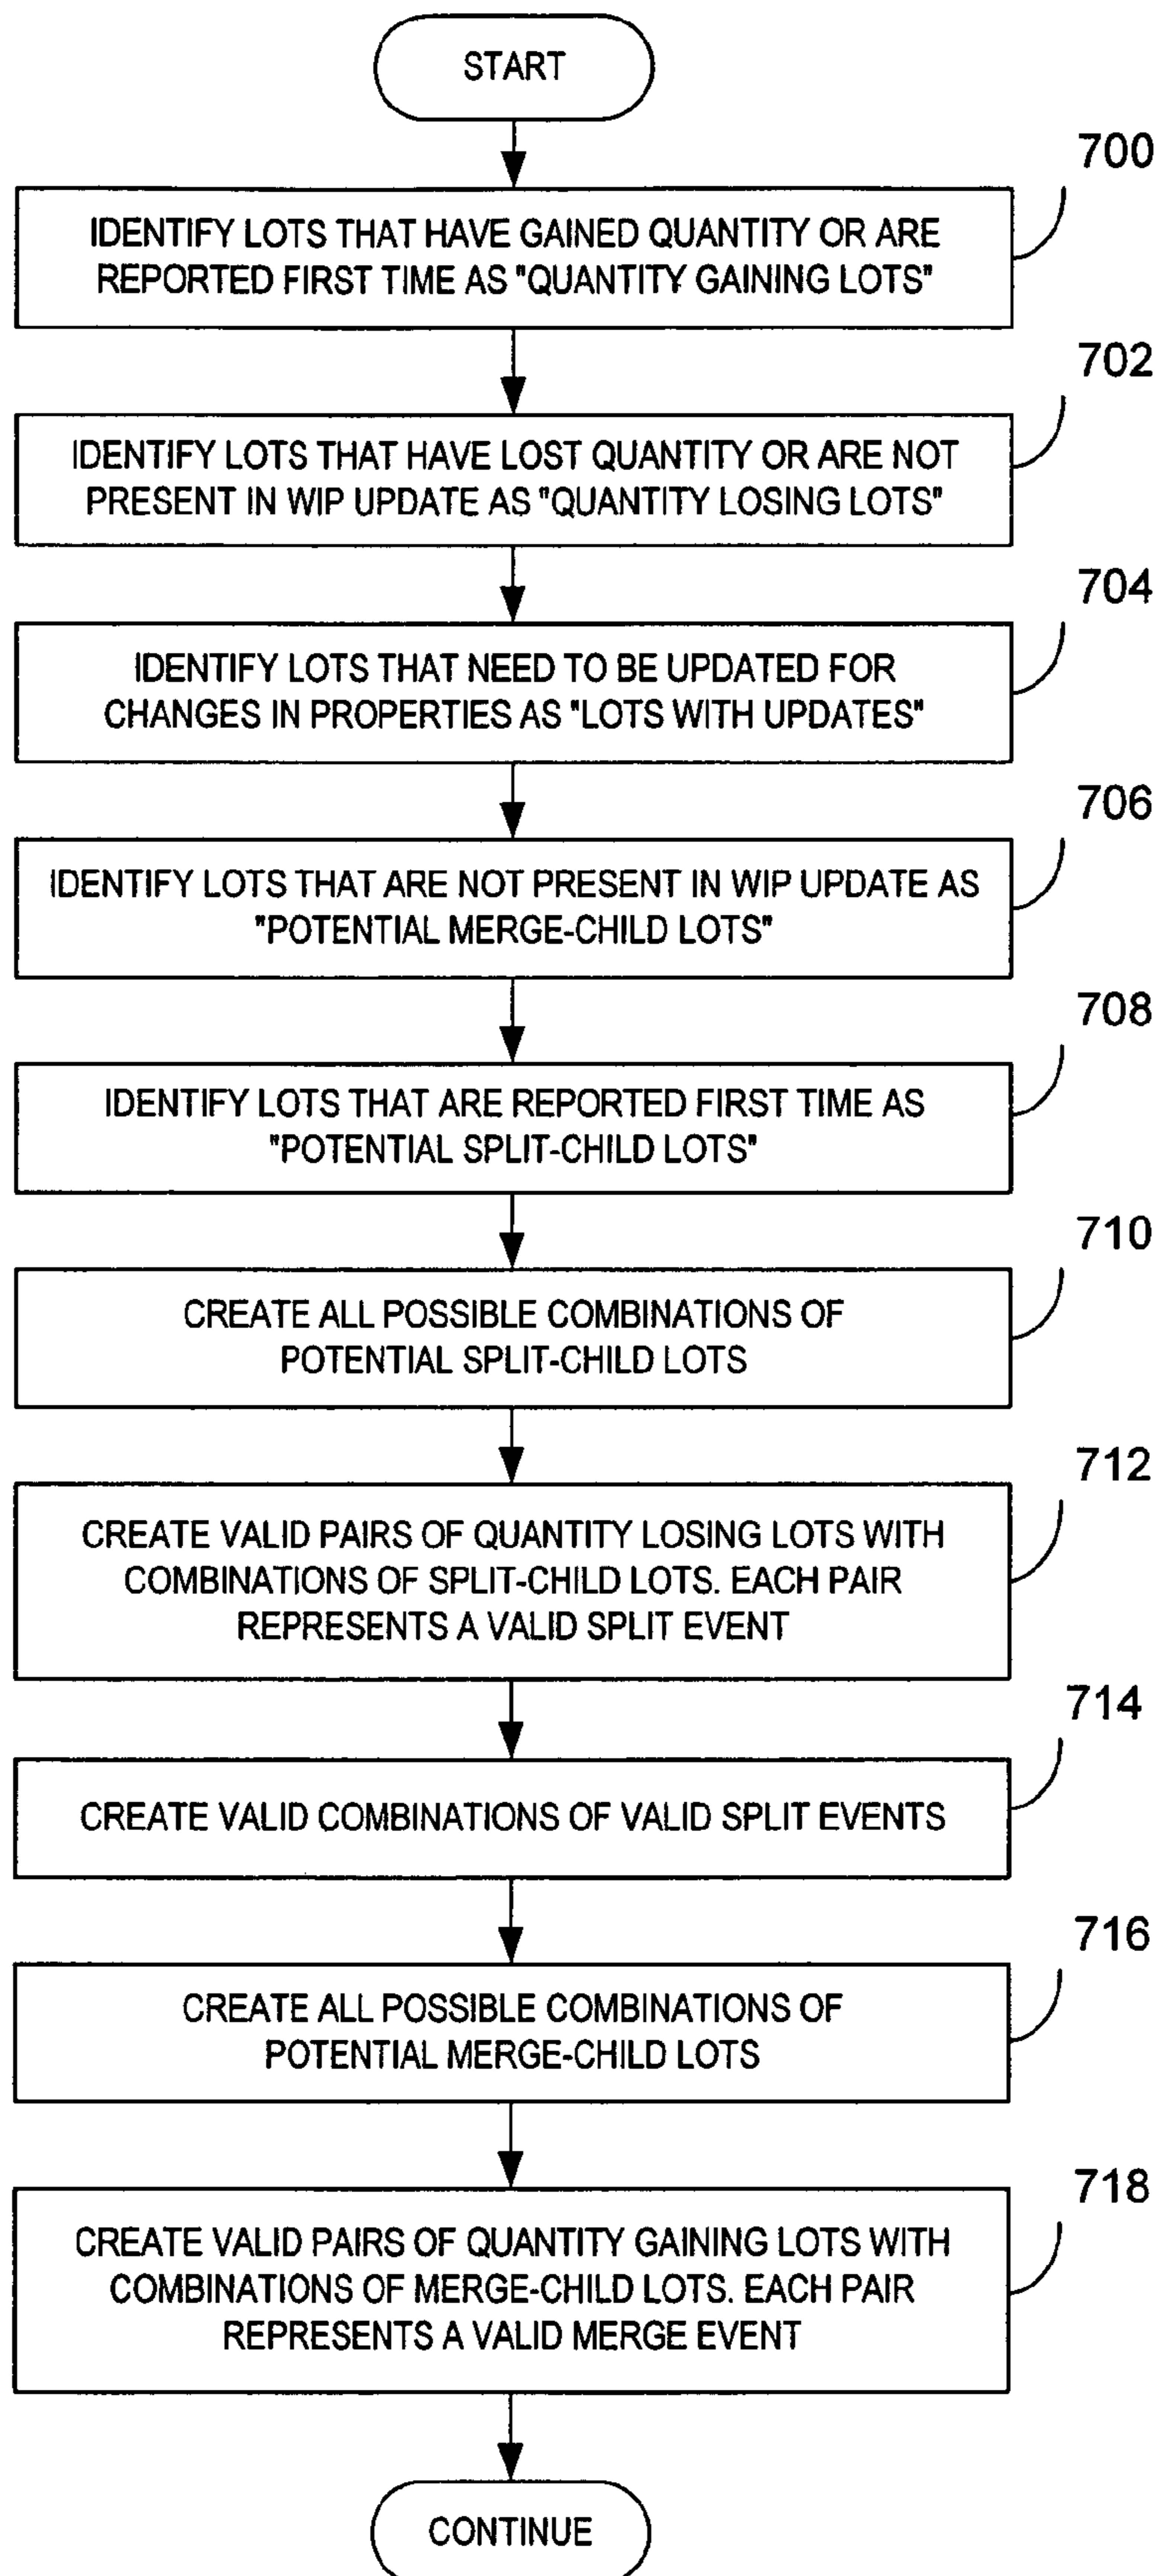 START
700
IDENTIFY LOTS THAT HAVE GAINED QUANTITY OR ARE
REPORTED FIRST TIME AS "QUANTITY GAINING LOTS"
702
IDENTIFY LOTS THAT HAVE LOST QUANTITY OR ARE NOT
PRESENT IN WIP UPDATE AS "QUANTITY LOSING LOTS"
704
IDENTIFY LOTS THAT NEED TO BE UPDATED FOR
CHANGES IN PROPERTIES AS "LOTS WITH UPDATES"
706
IDENTIFY LOTS THAT ARE NOT PRESENT IN WIP UPDATE AS
"POTENTIAL MERGE-CHILD LOTS"
708
IDENTIFY LOTS THAT ARE REPORTED FIRST TIME AS
"POTENTIAL SPLIT-CHILD LOTS"
710
CREATE ALL POSSIBLE COMBINATIONS OF
POTENTIAL SPLIT-CHILD LOTS
712
CREATE VALID PAIRS OF QUANTITY LOSING LOTS WITH
COMBINATIONS OF SPLIT-CHILD LOTS. EACH PAIR
REPRESENTS A VALID SPLIT EVENT
714
CREATE VALID COMBINATIONS OF VALID SPLIT EVENTS
716
CREATE ALL POSSIBLE COMBINATIONS OF
POTENTIAL MERGE-CHILD LOTS
718
CREATE VALID PAIRS OF QUANTITY GAINING LOTS WITH
COMBINATIONS OF MERGE-CHILD LOTS. EACH PAIR
REPRESENTS A VALID MERGE EVENT
CONTINUE